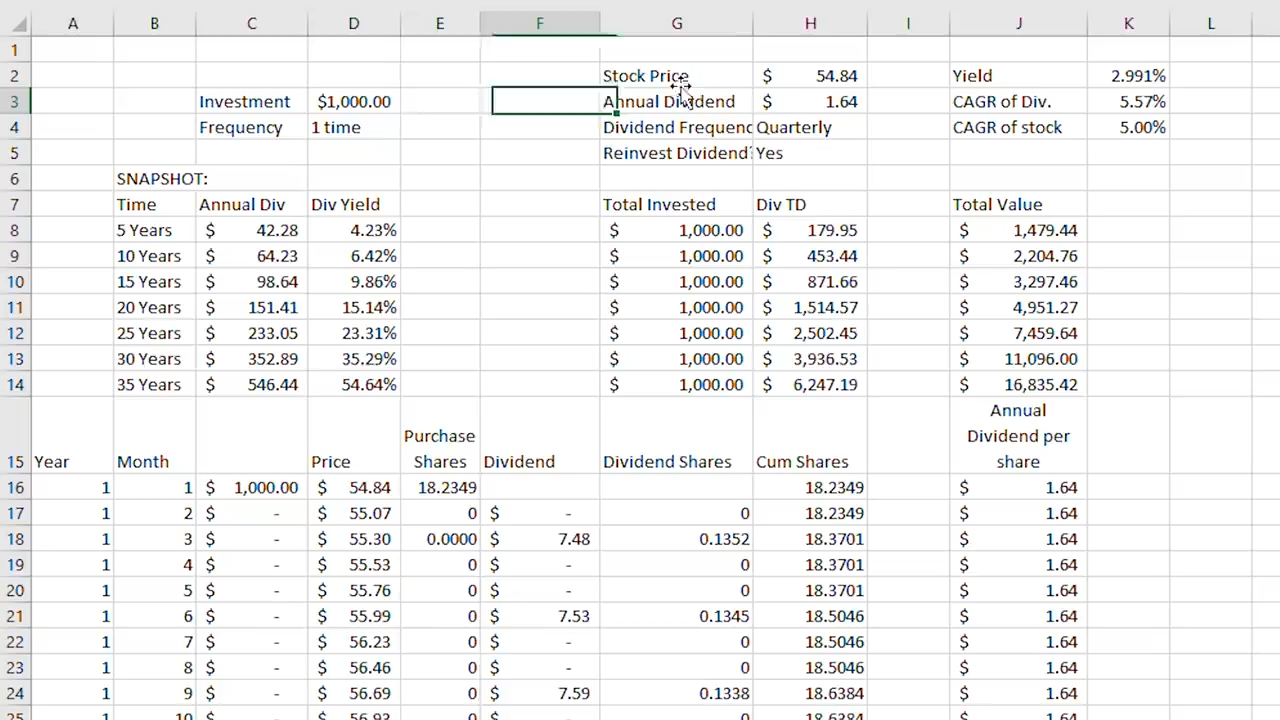 A B C D E F G H I J K L
1
2 Stock Price $ 54.84 Yield 2.991%
3 Investment $1,000.00 Annual Dividend $ 1.64 CAGR of Div. 5.57%
4 Frequency 1 time Dividend Frequenc Quarterly CAGR of stock 5.00%
5 Reinvest Dividend? Yes
6 SNAPSHOT:
7 Time Annual Div Div Yield Total Invested Div TD Total Value
8 5 Years $ 42.28 4.23% $ 1,000.00 $ 179.95 $ 1,479.44
9 10 Years $ 64.23 6.42% $ 1,000.00 $ 453.44 $ 2,204.76
10 15 Years $ 98.64 9.86% $ 1,000.00 $ 871.66 $ 3,297.46
11 20 Years $ 151.41 15.14% $ 1,000.00 $ 1,514.57 $ 4,951.27
12 25 Years $ 233.05 23.31% $ 1,000.00 $ 2,502.45 $ 7,459.64
13 30 Years $ 352.89 35.29% $ 1,000.00 $ 3,936.53 $ 11,096.00
14 35 Years $ 546.44 54.64% $ 1,000.00 $ 6,247.19 $ 16,835.42
Annual
Purchase Dividend per
15 Year Month Price Shares Dividend Dividend Shares Cum Shares share
16 1 1 $ 1,000.00 $ 54.84 18.2349 18.2349 $ 1.64
17 1 2 $ - $ 55.07 0 $ - 0 18.2349 $ 1.64
18 1 3 $ - $ 55.30 0.0000 $ 7.48 0.1352 18.3701 $ 1.64
19 1 4 $ - $ 55.53 0 $ - 0 18.3701 $ 1.64
20 1 5 $ - $ 55.76 0 $ - 0 18.3701 $ 1.64
21 1 6 $ - $ 55.99 0 $ 7.53 0.1345 18.5046 $ 1.64
22 1 7 $ - $ 56.23 0 $ - 0 18.5046 $ 1.64
23 1 8 $ - $ 56.46 0 $ - 0 18.5046 $ 1.64
24 1 9 $ - $ 56.69 0 $ 7.59 0.1338 18.6384 $ 1.64
25 1 10 $ - $ 56.93 0 $ - 0 18.6384 $ 1.64